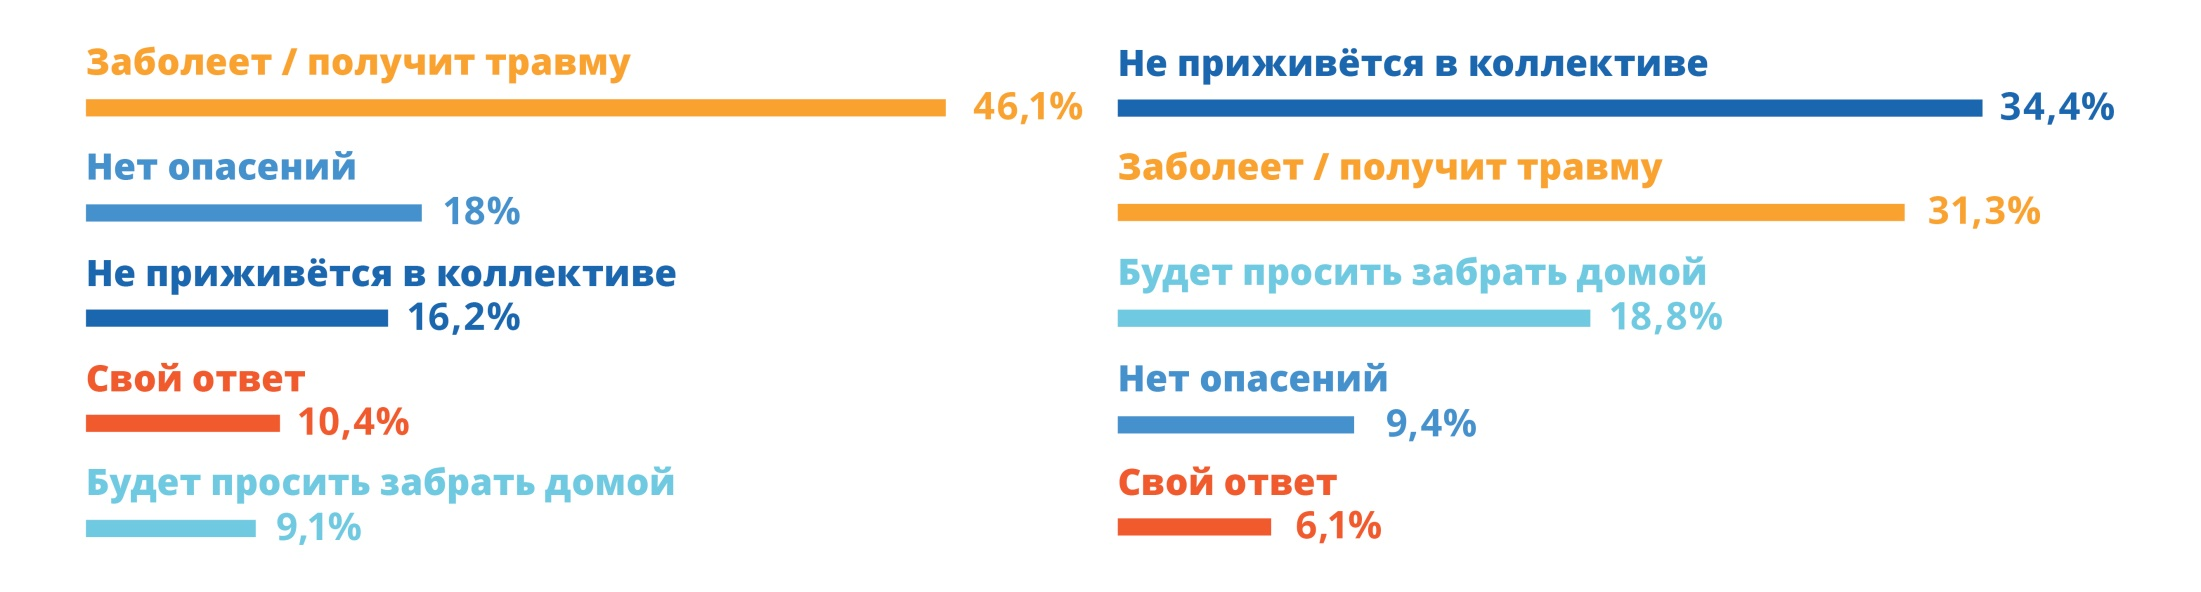 Заболеет / получит травму
46,1%
Нет опасений
18%
Не приживётся в коллективе
16,2%
Свой ответ
10,4%
Будет просить забрать домой
9,1%
Не приживётся в коллективе
34,4%
Заболеет / получит травму
31,3%
Будет просить забрать домой
18,8%
Нет опасений
9,4%
Свой ответ
6,1%